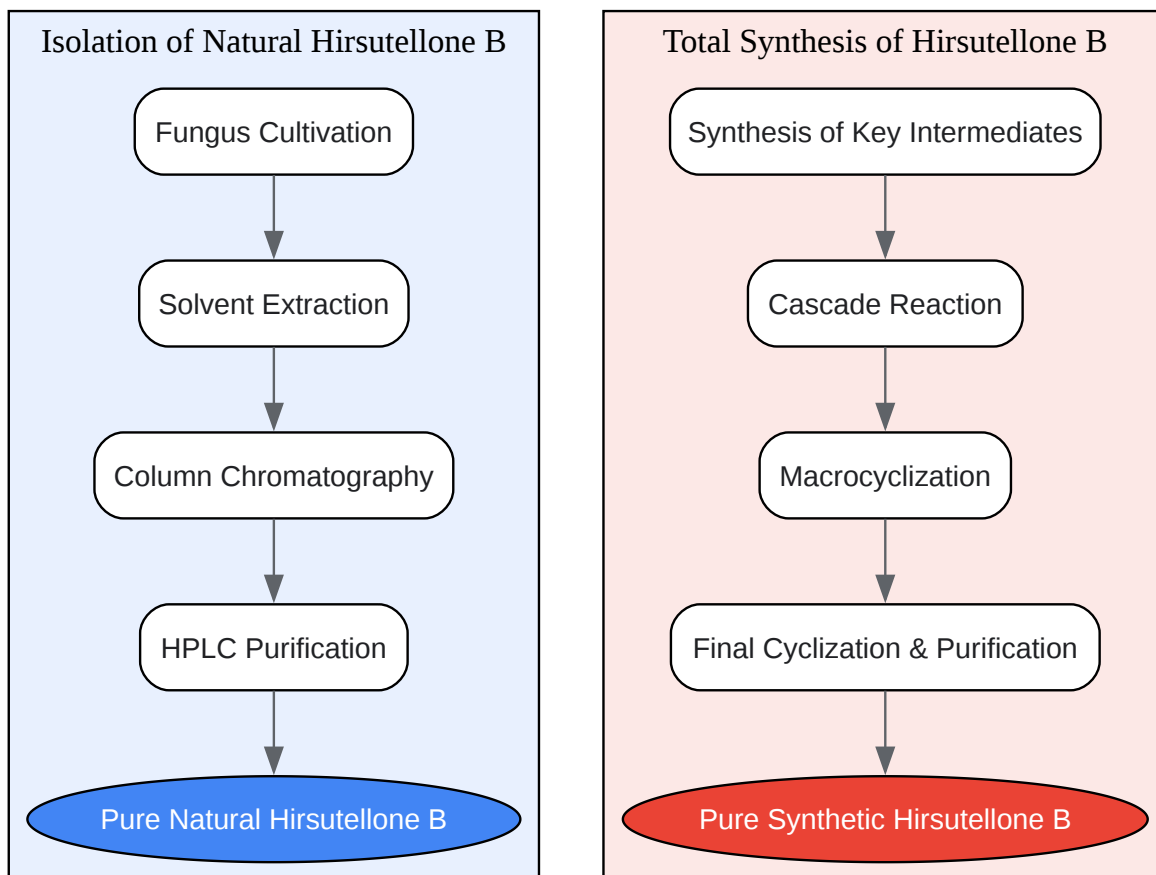 Isolation of Natural Hirsutellone B
Fungus Cultivation
Solvent Extraction
Column Chromatography
HPLC Purification
Pure Natural Hirsutellone B
Total Synthesis of Hirsutellone B
Synthesis of Key Intermediates
Cascade Reaction
Macrocyclization
Final Cyclization & Purification
Pure Synthetic Hirsutellone B